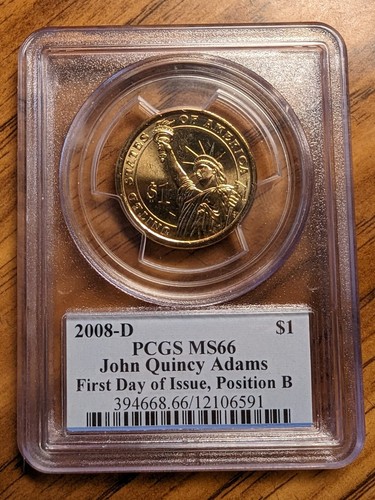 UNITED STATES OF AMERICA
$1
2008-D $1
PCGS MS66
John Quincy Adams
First Day of Issue, Position B
394668.66/12106591